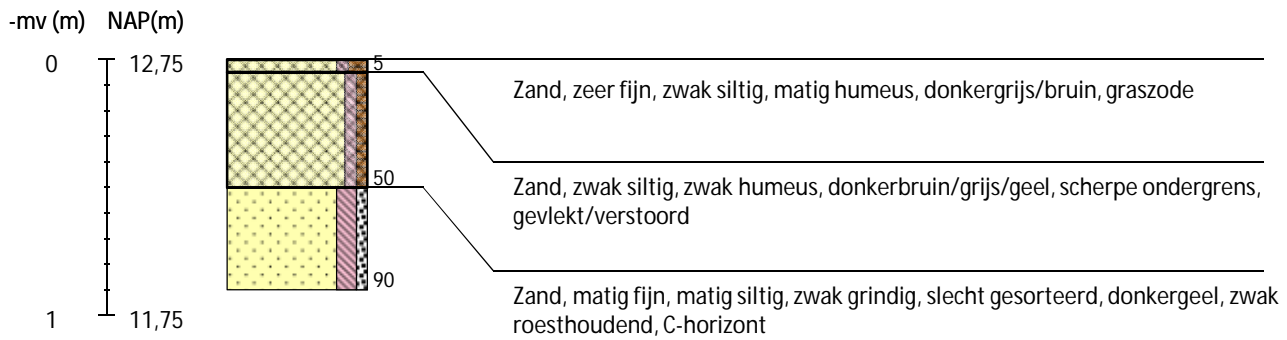 -mv (m) NAP(m)
0 12,75
5
Zand, zeer fijn, zwak siltig, matig humeus, donkergrijs/bruin, graszode
50
Zand, zwak siltig, zwak humeus, donkerbruin/grijs/geel, scherpe ondergrens,
gevlekt/verstoord
90
Zand, matig fijn, matig siltig, zwak grindig, slecht gesorteerd, donkergeel, zwak
roesthoudend, C-horizont
1 11,75